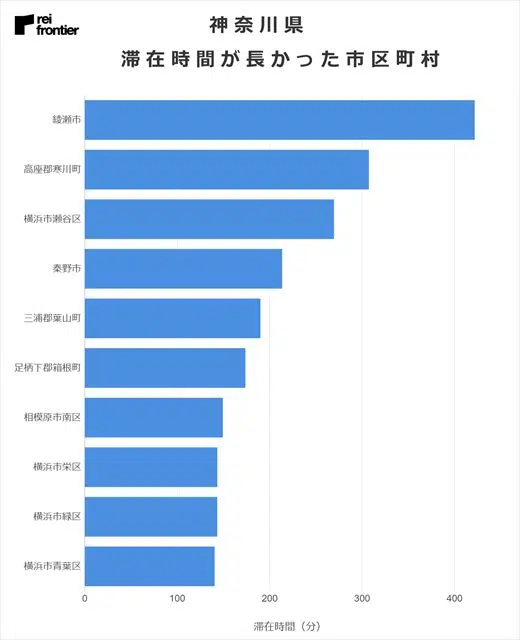 rei
frontier
神奈川県
滞在時間が長かった市区町村
綾瀬市
高座郡寒川町
横浜市瀬谷区
秦野市
三浦郡葉山町
足柄下郡箱根町
相模原市南区
横浜市栄区
横浜市緑区
横浜市青葉区
0 100 200 300 400
滞在時間（分）